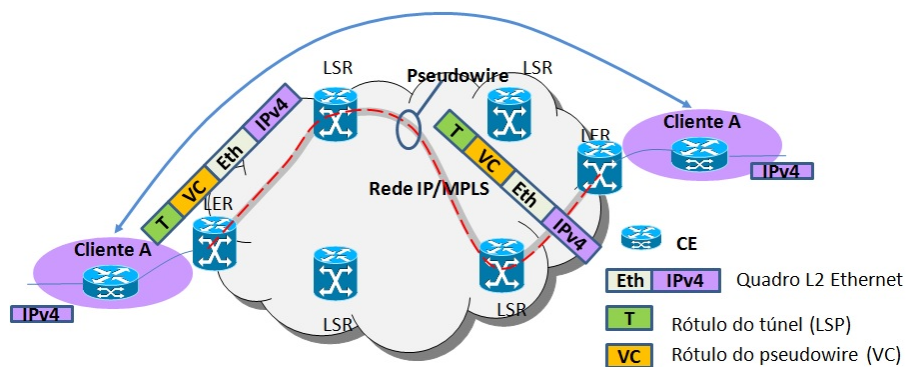 LSR
Pseudowire
LSR
T VC Eth IPv4
T VC Eth IPv4
LER
Cliente A
IPv4
Rede IP/MPLS
LER
Cliente A
IPv4
LSR
LSR
CE
Eth IPv4 Quadro L2 Ethernet
T Rótulo do túnel (LSP)
VC Rótulo do pseudowire (VC)